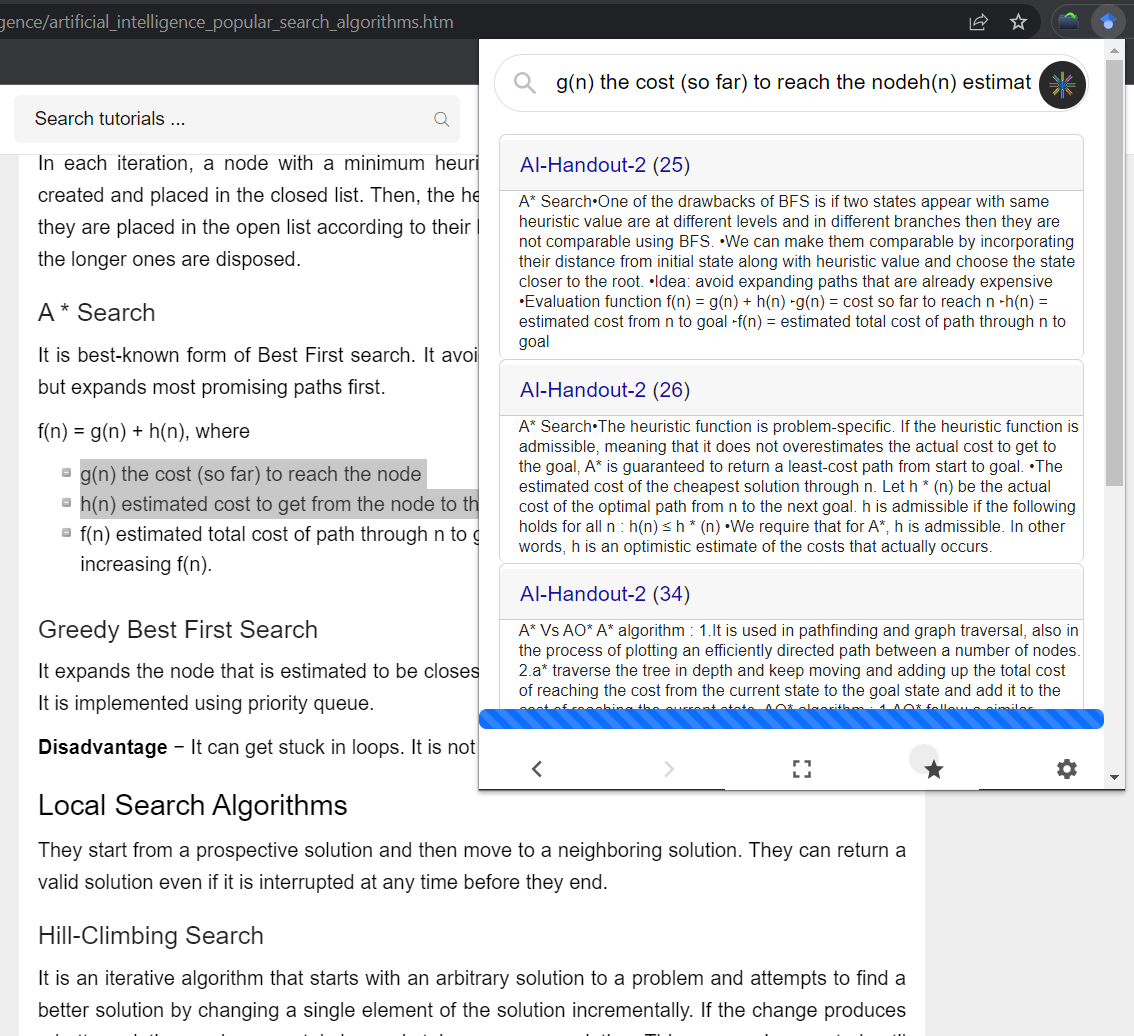 gence/artificial_intelligence_popular_search_algorithms.htm
Search tutorials ...
In each iteration, a node with a minimum heuri
created and placed in the closed list. Then, the he
they are placed in the open list according to their
the longer ones are disposed.
A * Search
It is best-known form of Best First search. It avoi
but expands most promising paths first.
f(n) = g(n) + h(n), where
g(n) the cost (so far) to reach the node
h(n) estimated cost to get from the node to th
f(n) estimated total cost of path through n to g
increasing f(n).
Greedy Best First Search
It expands the node that is estimated to be closes
It is implemented using priority queue.
Disadvantage − It can get stuck in loops. It is not
Local Search Algorithms
They start from a prospective solution and then move to a neighboring solution. They can return a
valid solution even if it is interrupted at any time before they end.
Hill-Climbing Search
It is an iterative algorithm that starts with an arbitrary solution to a problem and attempts to find a
better solution by changing a single element of the solution incrementally. If the change produces
g(n) the cost (so far) to reach the nodeh(n) estimat
AI-Handout-2 (25)
A* Search•One of the drawbacks of BFS is if two states appear with same
heuristic value are at different levels and in different branches then they are
not comparable using BFS. •We can make them comparable by incorporating
their distance from initial state along with heuristic value and choose the state
closer to the root. •Idea: avoid expanding paths that are already expensive
•Evaluation function f(n) = g(n) + h(n) ‣g(n) = cost so far to reach n ‣h(n) =
estimated cost from n to goal ‣f(n) = estimated total cost of path through n to
goal
AI-Handout-2 (26)
A* Search•The heuristic function is problem-specific. If the heuristic function is
admissible, meaning that it does not overestimates the actual cost to get to
the goal, A* is guaranteed to return a least-cost path from start to goal. •The
estimated cost of the cheapest solution through n. Let h * (n) be the actual
cost of the optimal path from n to the next goal. h is admissible if the following
holds for all n : h(n) ≤ h * (n) •We require that for A*, h is admissible. In other
words, h is an optimistic estimate of the costs that actually occurs.
AI-Handout-2 (34)
A* Vs AO* A* algorithm : 1.It is used in pathfinding and graph traversal, also in
the process of plotting an efficiently directed path between a number of nodes.
2.a* traverse the tree in depth and keep moving and adding up the total cost
of reaching the cost from the current state to the goal state and add it to the
cost of reaching the current state. AO* algorithm : 1.AO* follow a similar